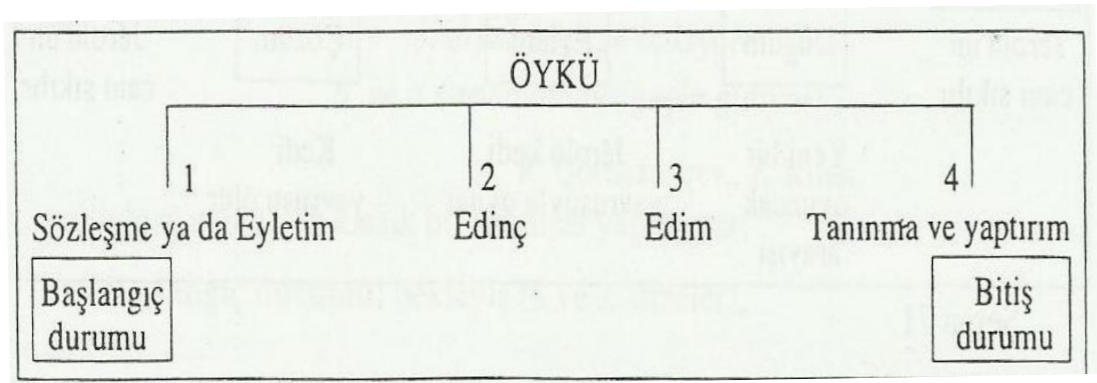 ÖYKÜ
1 2 3 4
Sözleşme ya da Eyletim Edinç Edim Tanınma ve yaptırım
Başlangıç
durumu
Bitiş
durumu